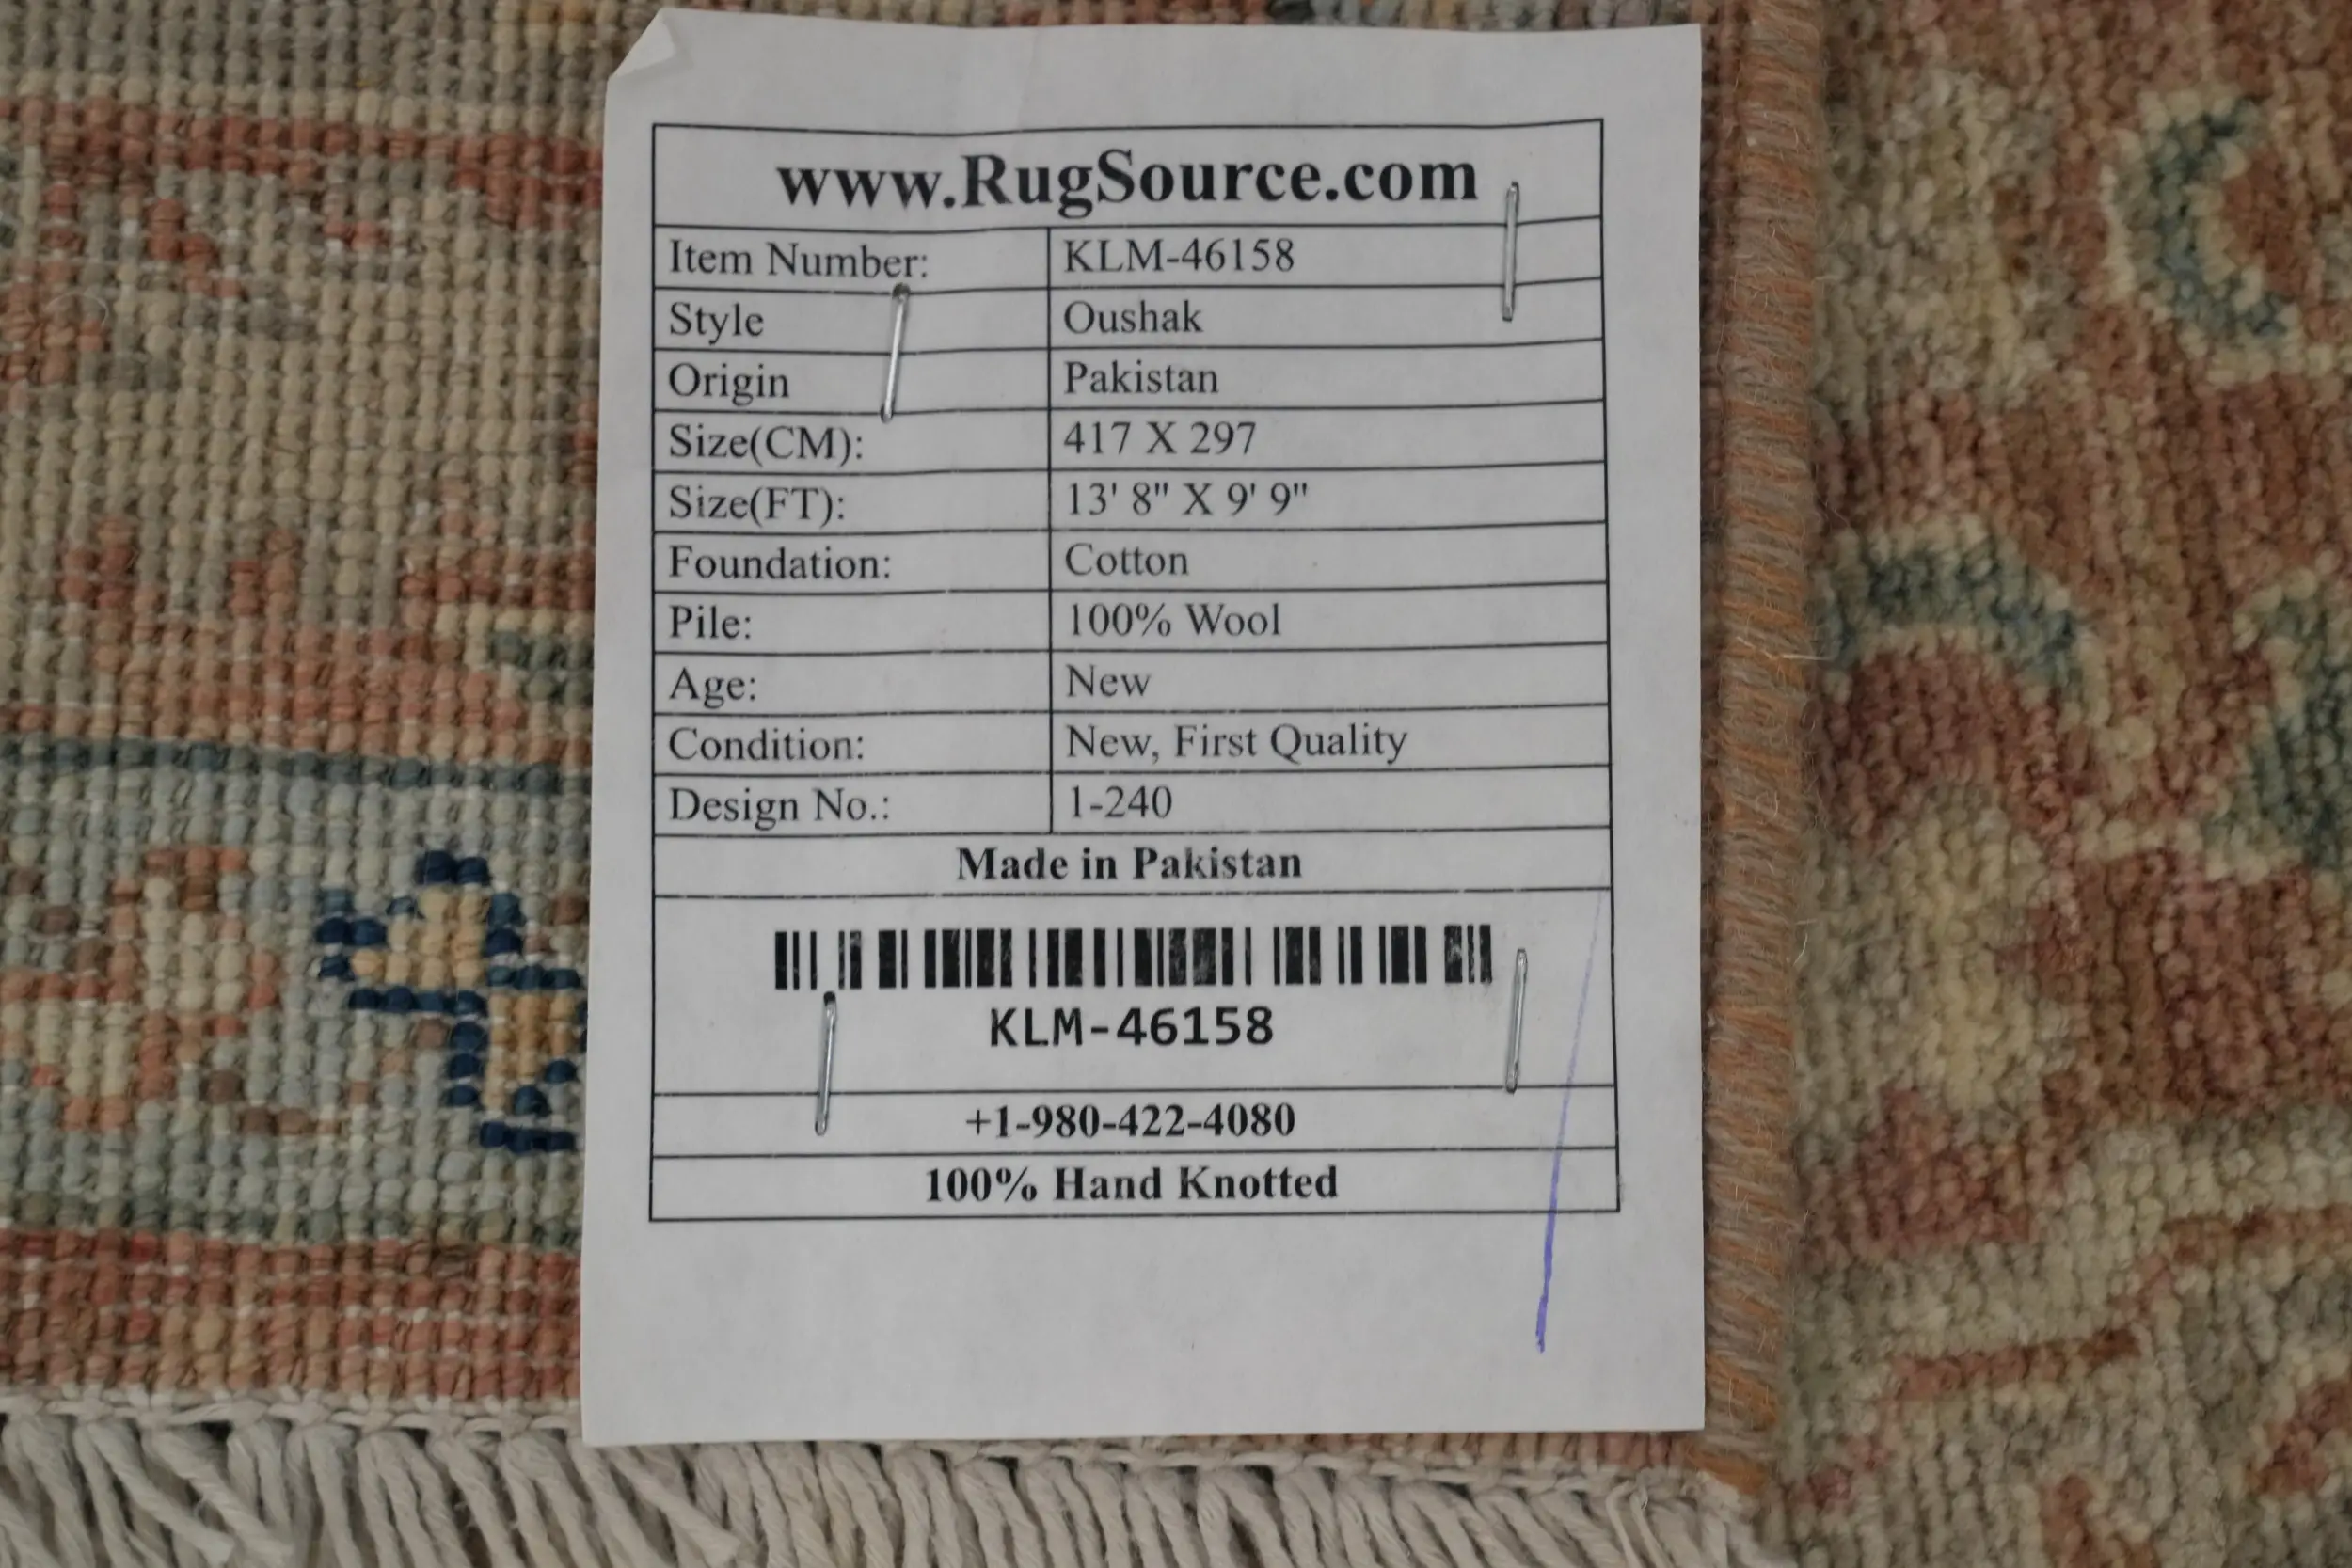 www.RugSource.com
Item Number: KLM-46158
Style Oushak
Origin Pakistan
Size(CM): 417 X 297
Size(FT): 13' 8" X 9' 9"
Foundation: Cotton
Pile: 100% Wool
Age: New
Condition: New, First Quality
Design No.: 1-240
Made in Pakistan
KLM-46158
+1-980-422-4080
100% Hand Knotted